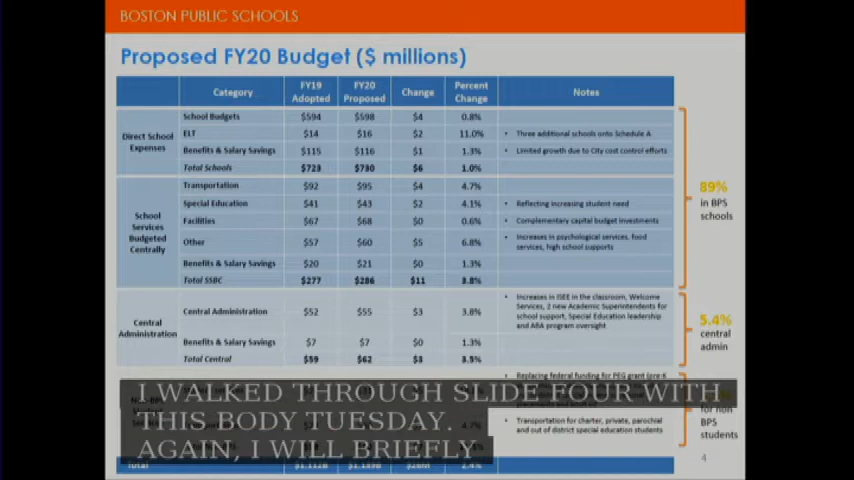 BOSTON PUBLIC SCHOOLS
Proposed FY20 Budget ($ millions)
Category FY19 Adopted FY20 Proposed Change Percent Change Notes
Direct School Expenses
School Budgets $594 $598 $4 0.8%
ELT $14 $16 $2 11.0% • Three additional schools onto Schedule A
Benefits & Salary Savings $115 $116 $1 1.3% • Limited growth due to City cost control efforts
Total Schools $723 $730 $6 1.0%
School Services Budgeted Centrally
Transportation $92 $95 $4 4.7%
Special Education $41 $43 $2 4.1% • Reflecting increasing student need
Facilities $67 $68 $0 0.6% • Complementary capital budget investments
Other $57 $60 $5 6.8% • Increases in psychological services, food
services, high school supports
Benefits & Salary Savings $20 $21 $0 1.3%
Total SSBC $277 $286 $11 3.8%
89%
in BPS
schools
Central Administration
Central Administration $52 $55 $3 3.8% • Increases in ISEE in the classroom, Welcome
Services, 2 new Academic Superintendents for
school support, Special Education leadership
and ABA program oversight
Benefits & Salary Savings $7 $7 $0 1.3%
Total Central $59 $62 $3 3.5%
5.4%
central
admin
• Replacing federal funding for PEG grant (pre-K
• Transportation for charter, private, parochial
and out of district special education students
for non
BPS
students
Total
I WALKED THROUGH SLIDE FOUR WITH
THIS BODY TUESDAY.
AGAIN, I WILL BRIEFLY
4